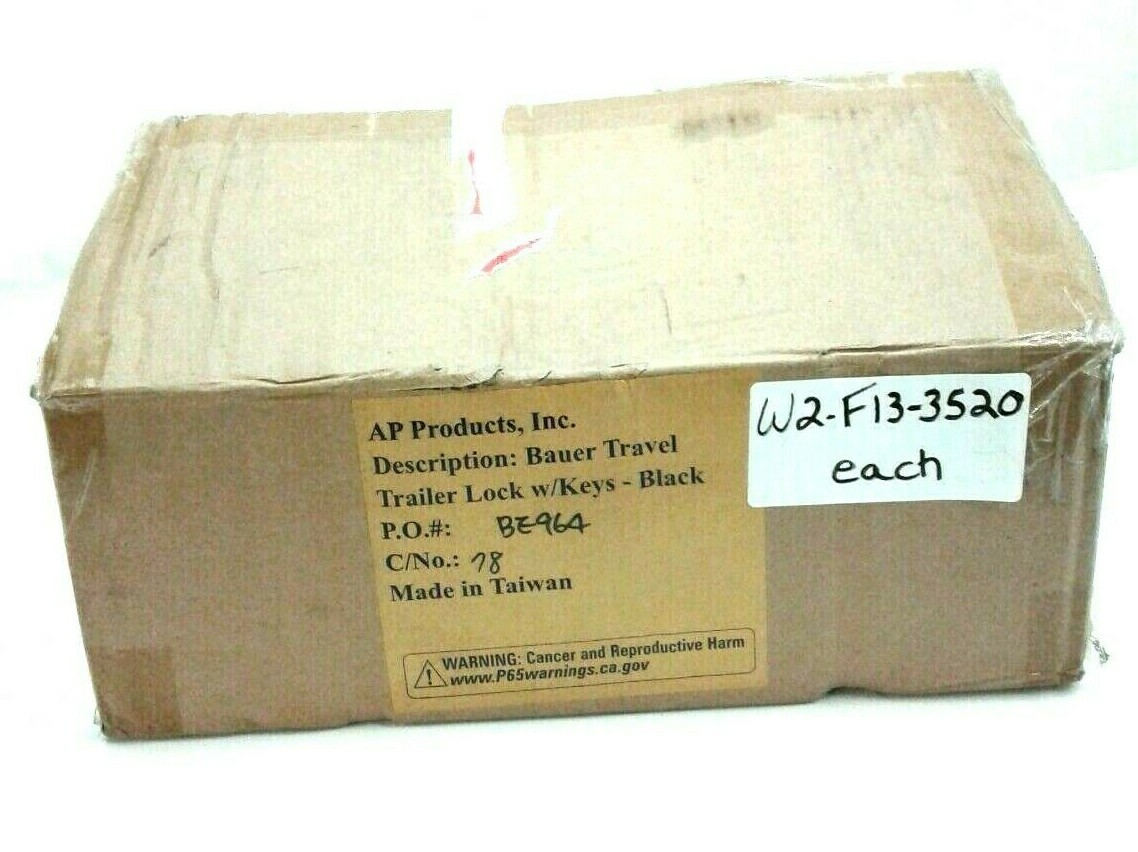 AP Products, Inc.
Description: Bauer Travel
Trailer Lock w/Keys - Black
P.O.#: BE964
C/No.: 78
Made in Taiwan
WARNING: Cancer and Reproductive Harm
www.P65warnings.ca.gov
W2-F13-3520
each